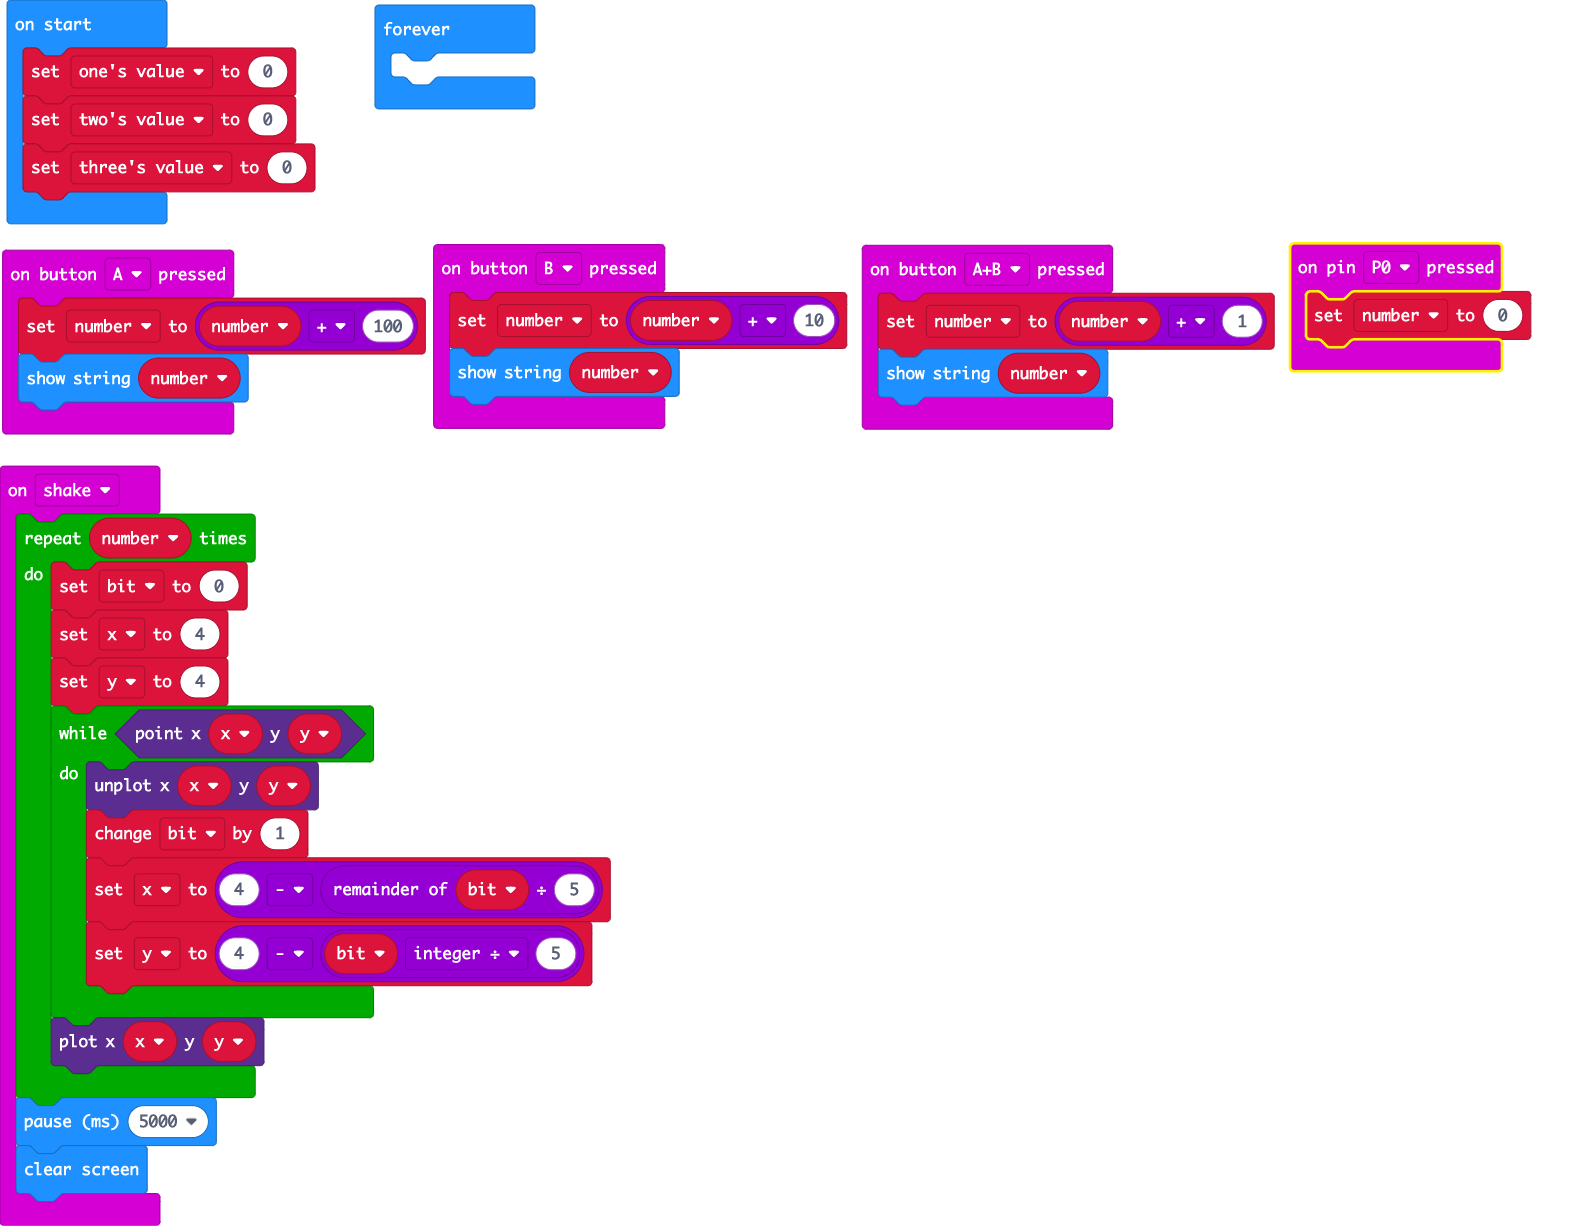 on start
set one's value to 0
set two's value to 0
set three's value to 0
forever
on button A pressed
set number to number + 100
show string number
on button B pressed
set number to number + 10
show string number
on button A+B pressed
set number to number + 1
show string number
on pin P0 pressed
set number to 0
on shake
repeat number times
do
set bit to 0
set x to 4
set y to 4
while point x x y y
do
unplot x x y y
change bit by 1
set x to 4 - remainder of bit ÷ 5
set y to 4 - bit integer ÷ 5
plot x x y y
pause (ms) 5000
clear screen